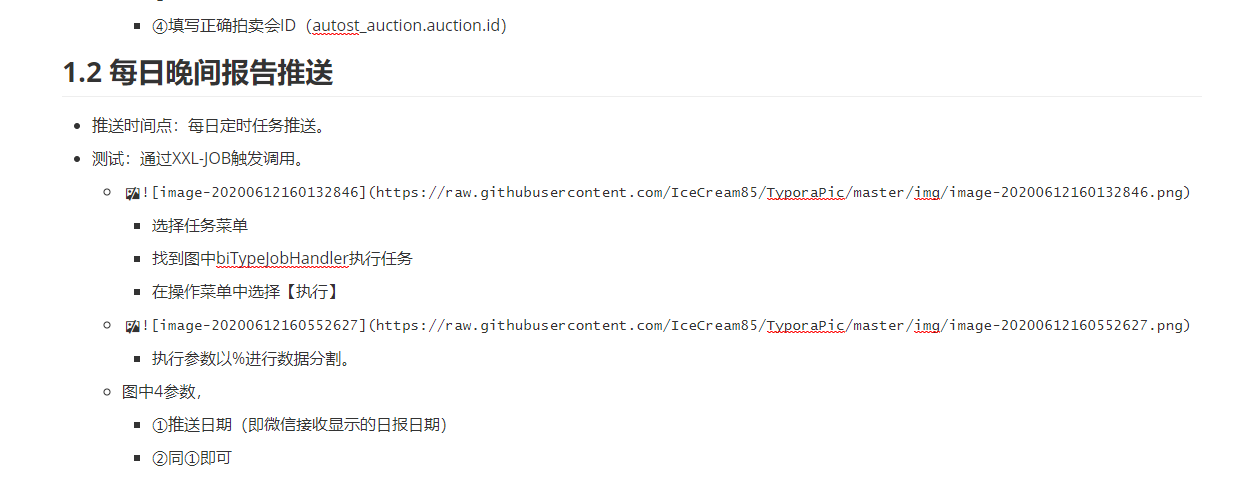 ④填写正确拍卖会ID（autost_auction.auction.id）
1.2 每日晚间报告推送
推送时间点：每日定时任务推送。
测试：通过XXL-JOB触发调用。
![image-20200612160132846](https://raw.githubusercontent.com/IceCream85/TyporaPic/master/img/image-20200612160132846.png)
选择任务菜单
找到图中biTypeJobHandler执行任务
在操作菜单中选择【执行】
![image-20200612160552627](https://raw.githubusercontent.com/IceCream85/TyporaPic/master/img/image-20200612160552627.png)
执行参数以%进行数据分割。
图中4参数，
①推送日期（即微信接收显示的日报日期）
②同①即可